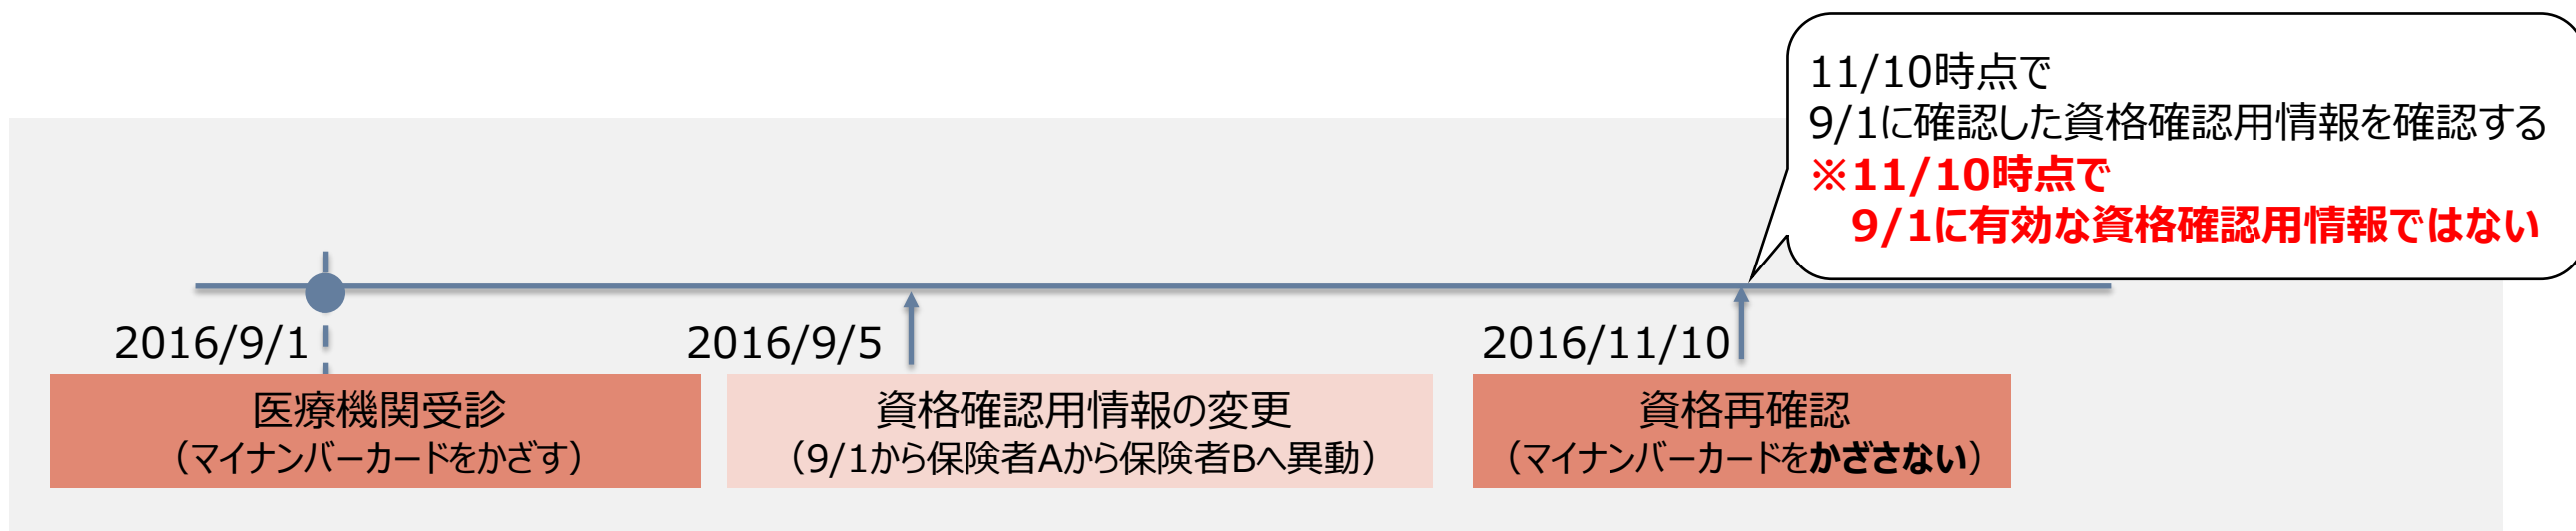 11/10時点で
9/1に確認した資格確認用情報を確認する
※11/10時点で
9/1に有効な資格確認用情報ではない
2016/9/1
2016/9/5
2016/11/10
医療機関受診
（マイナンバーカードをかざす）
資格確認用情報の変更
（9/1から保険者Aから保険者Bへ異動）
資格再確認
（マイナンバーカードをかざさない）